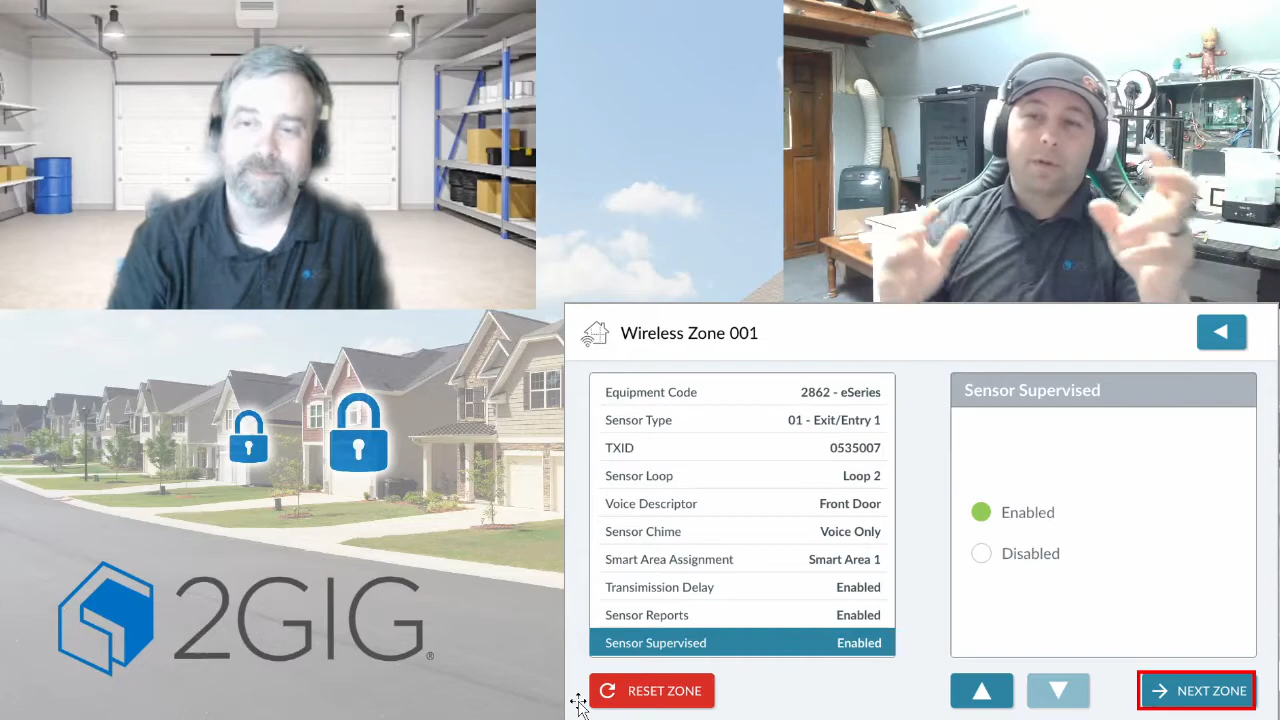 2GIG
2GIG
Wireless Zone 001
Equipment Code 2862 - eSeries
Sensor Type 01 - Exit/Entry 1
TXID 0535007
Sensor Loop Loop 2
Voice Descriptor Front Door
Sensor Chime Voice Only
Smart Area Assignment Smart Area 1
Transmission Delay Enabled
Sensor Reports Enabled
Sensor Supervised Enabled
Sensor Supervised
Enabled
Disabled
RESET ZONE
NEXT ZONE
2GIG®